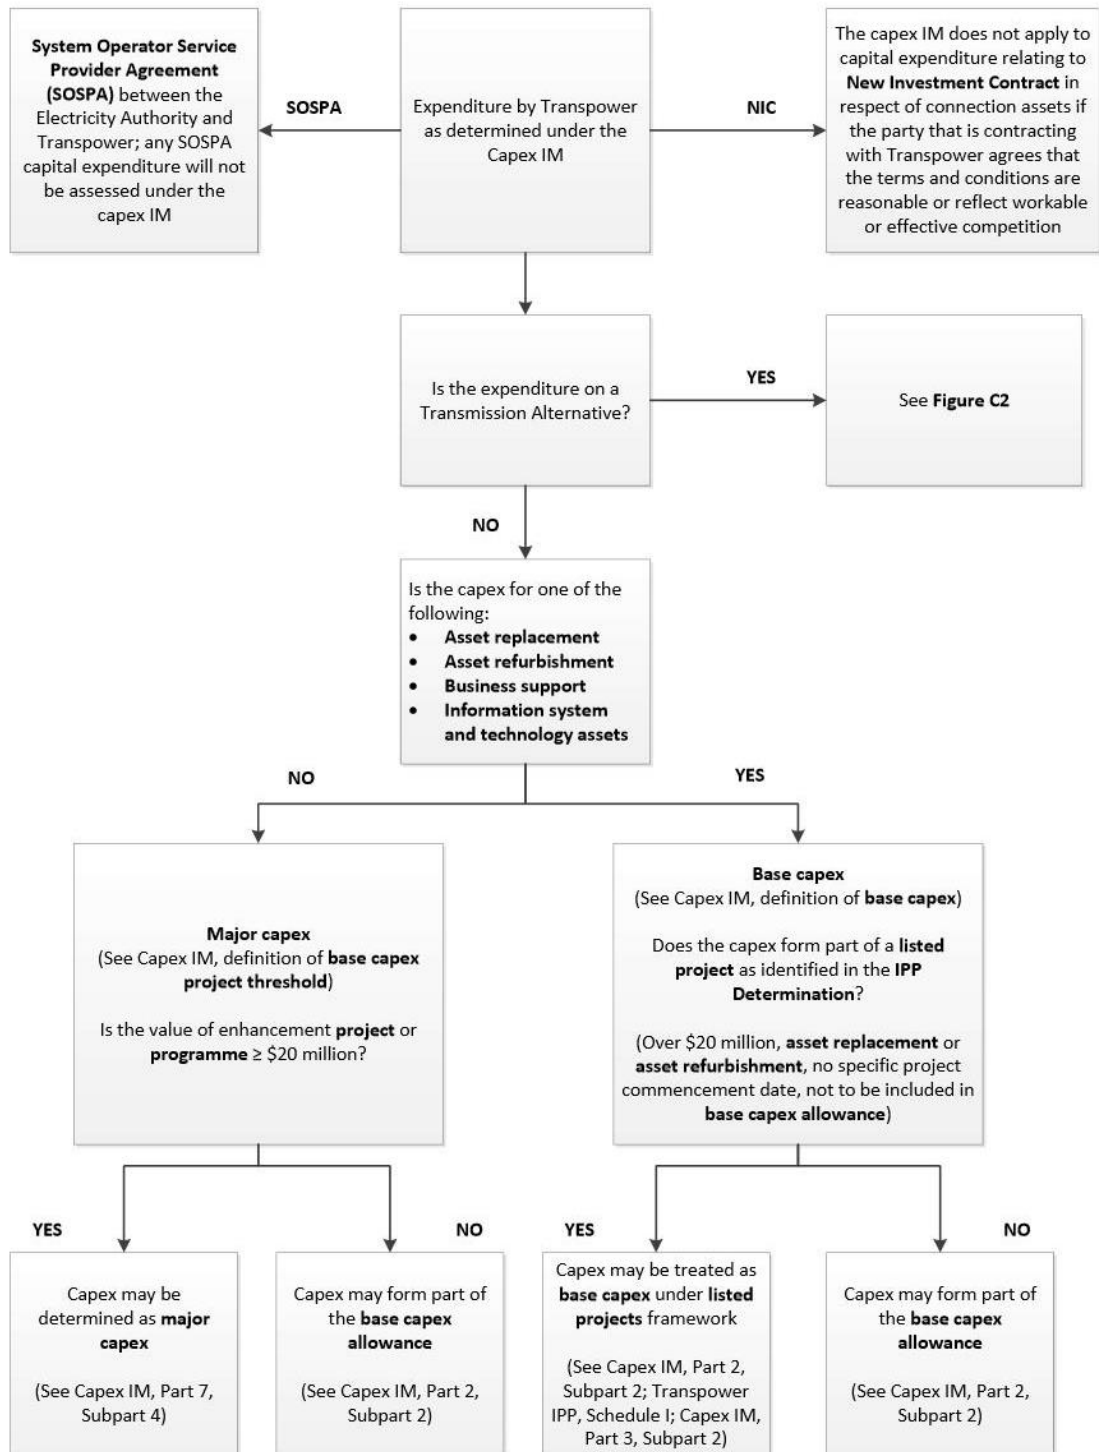 System Operator Service
Provider Agreement
(SOSPA) between the
Electricity Authority and
Transpower; any SOSPA
capital expenditure will not
be assessed under the
capex IM
SOSPA
Expenditure by Transpower
as determined under the
Capex IM
NIC
The capex IM does not apply to
capital expenditure relating to
New Investment Contract in
respect of connection assets if
the party that is contracting
with Transpower agrees that
the terms and conditions are
reasonable or reflect workable
or effective competition
Is the expenditure on a
Transmission Alternative?
YES
See Figure C2
NO
Is the capex for one of the
following:
• Asset replacement
• Asset refurbishment
• Business support
• Information system
and technology assets
NO
YES
Major capex
(See Capex IM, definition of base capex
project threshold)
Is the value of enhancement project or
programme ≥ $20 million?
Base capex
(See Capex IM, definition of base capex)
Does the capex form part of a listed
project as identified in the IPP
Determination?
(Over $20 million, asset replacement or
asset refurbishment, no specific project
commencement date, not to be included in
base capex allowance)
YES
NO
YES
NO
Capex may be
determined as major
capex
(See Capex IM, Part 7,
Subpart 4)
Capex may form part of
the base capex
allowance
(See Capex IM, Part 2,
Subpart 2)
Capex may be treated as
base capex under listed
projects framework
(See Capex IM, Part 2,
Subpart 2; Transpower
IPP, Schedule I; Capex IM,
Part 3, Subpart 2)
Capex may form part of
the base capex
allowance
(See Capex IM, Part 2,
Subpart 2)